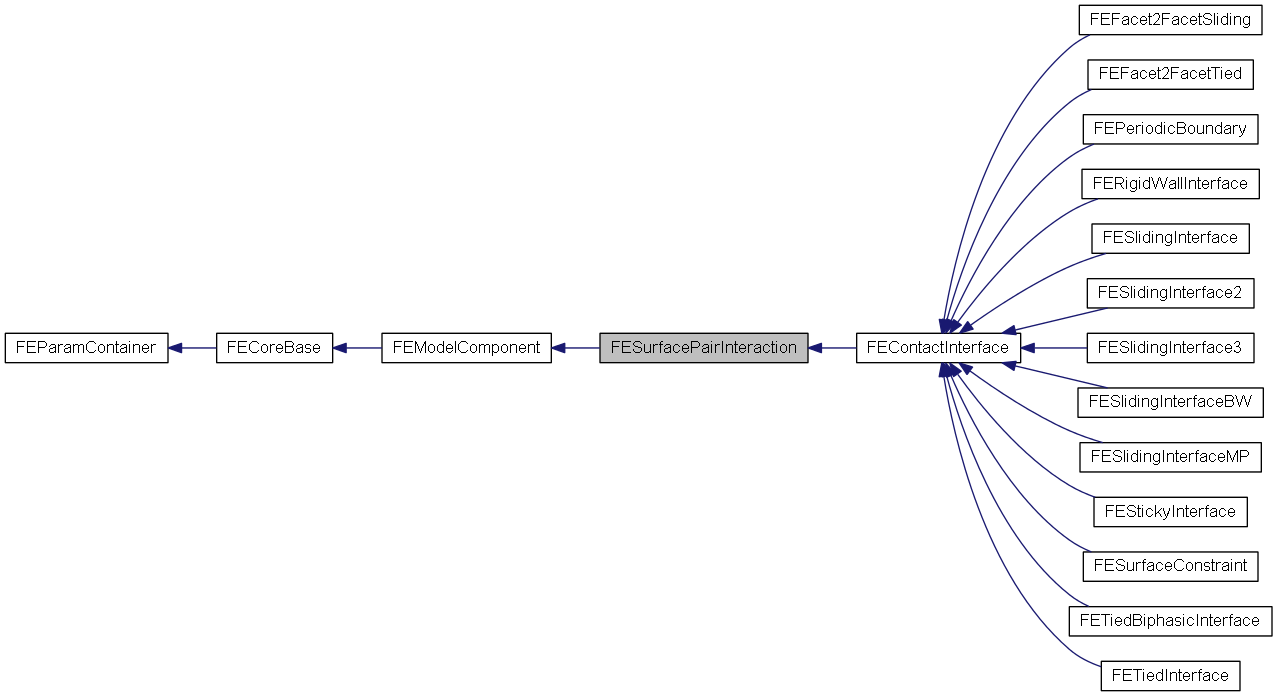 FEFacet2FacetSliding
FEFacet2FacetTied
FEPeriodicBoundary
FERigidWallInterface
FESlidingInterface
FESlidingInterface2
FEParamContainer
FECoreBase
FEModelComponent
FESurfacePairInteraction
FEContactInterface
FESlidingInterface3
FESlidingInterfaceBW
FESlidingInterfaceMP
FEStickyInterface
FESurfaceConstraint
FETiedBiphasicInterface
FETiedInterface